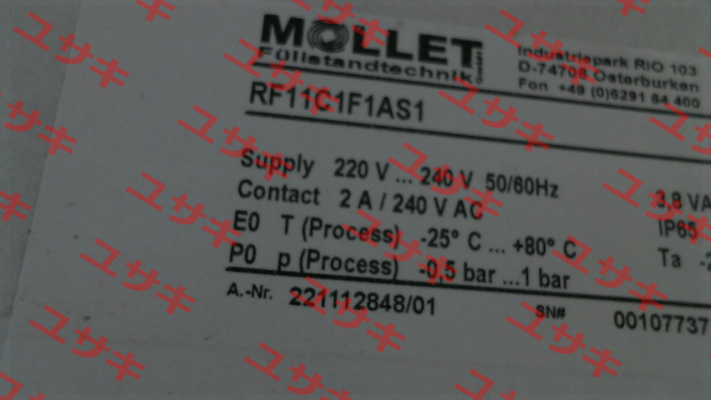 MOLLET
Füllstandtechnik GmbH
Industriepark RIO 103
D-74706 Osterburken
Fon +49 (0)6291 64 400
RF11C1F1AS1
Supply 220 V ... 240 V 50/60Hz
3,8 VA
Contact 2 A / 240 V AC
IP65
E0 T (Process) -25° C ... +80° C
Ta -2
P0 p (Process) -0,5 bar ...1 bar
A.-Nr. 221112848/01
SN# 00107737
ユサキ